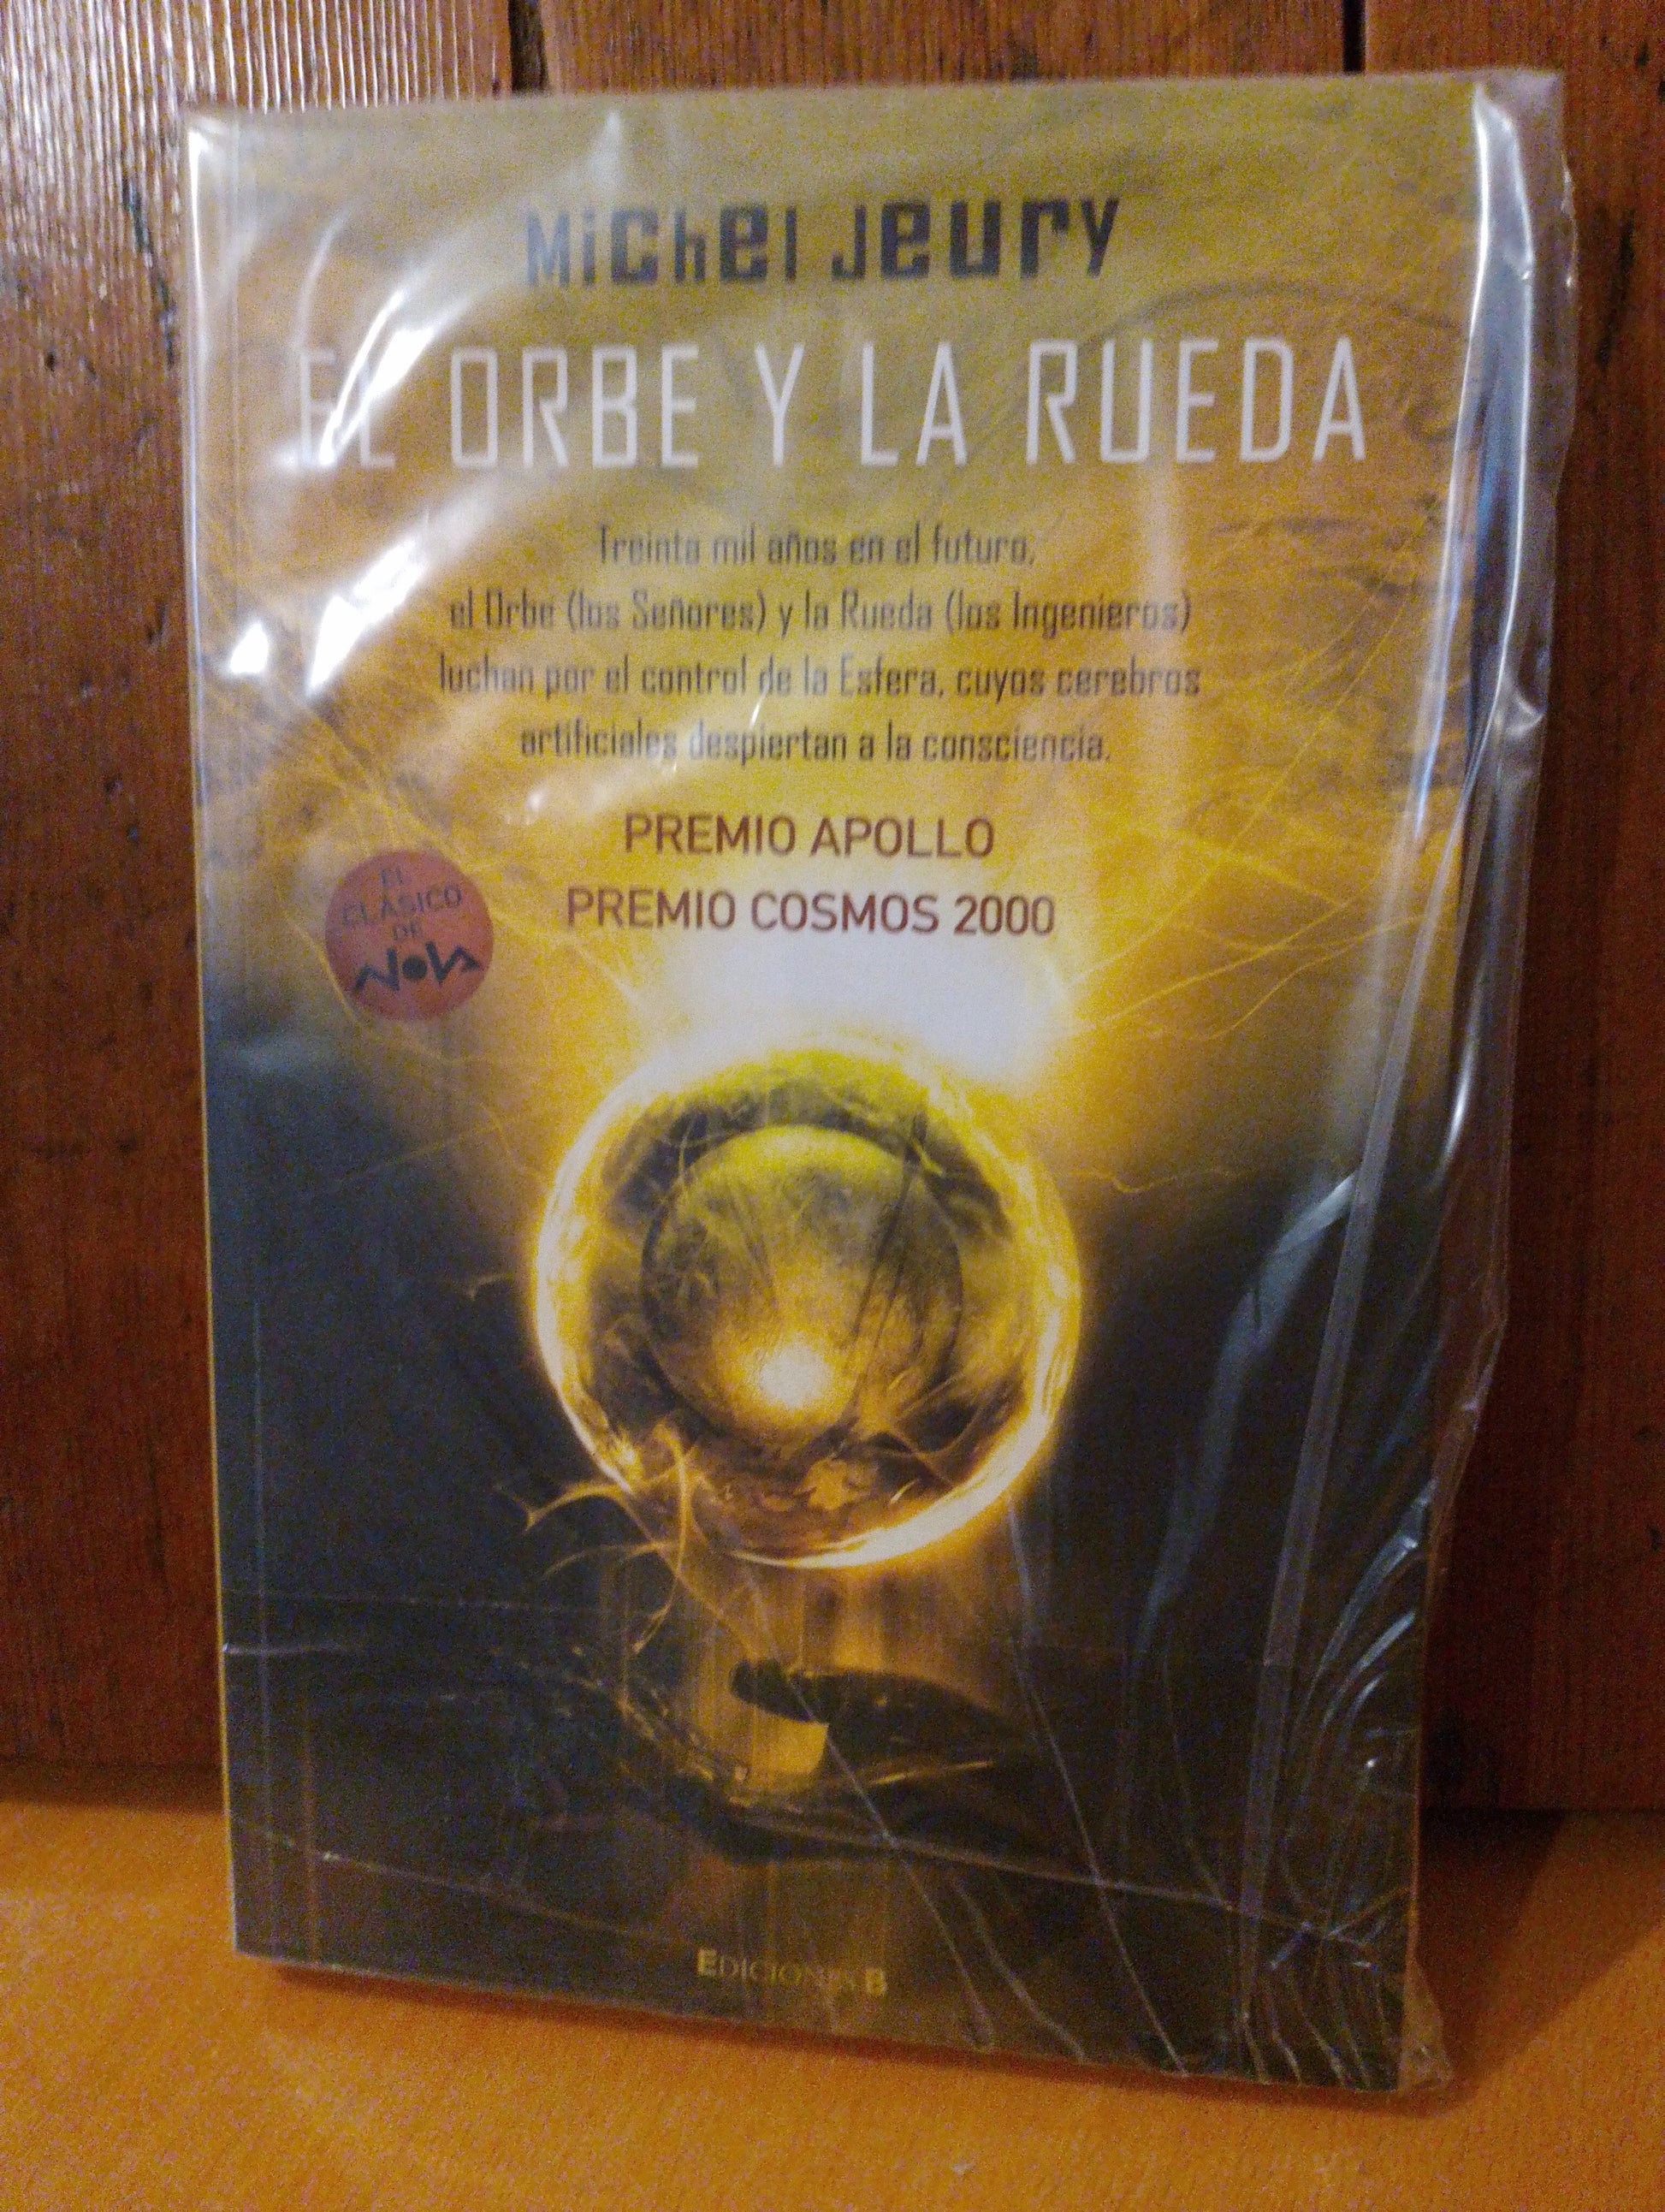 Michel Jeury
EL ORBE Y LA RUEDA
Treinta mil años en el futuro,
el Orbe (los Señores) y la Rueda (los Ingenieros)
luchan por el control de la Esfera, cuyos cerebros
artificiales despiertan a la consciencia.
PREMIO APOLLO
PREMIO COSMOS 2000
EL
CLÁSICO
DE
NOVA
EDICIONES B